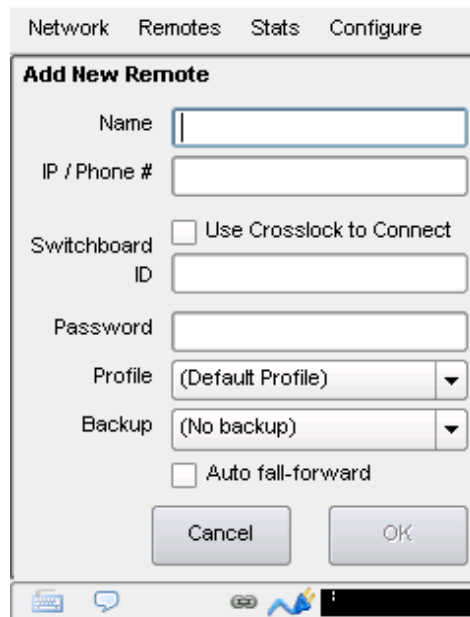 Network Remotes Stats Configure
Add New Remote
Name
IP / Phone #
Use Crosslock to Connect
Switchboard
ID
Password
Profile (Default Profile)
Backup (No backup)
Auto fall-forward
Cancel OK